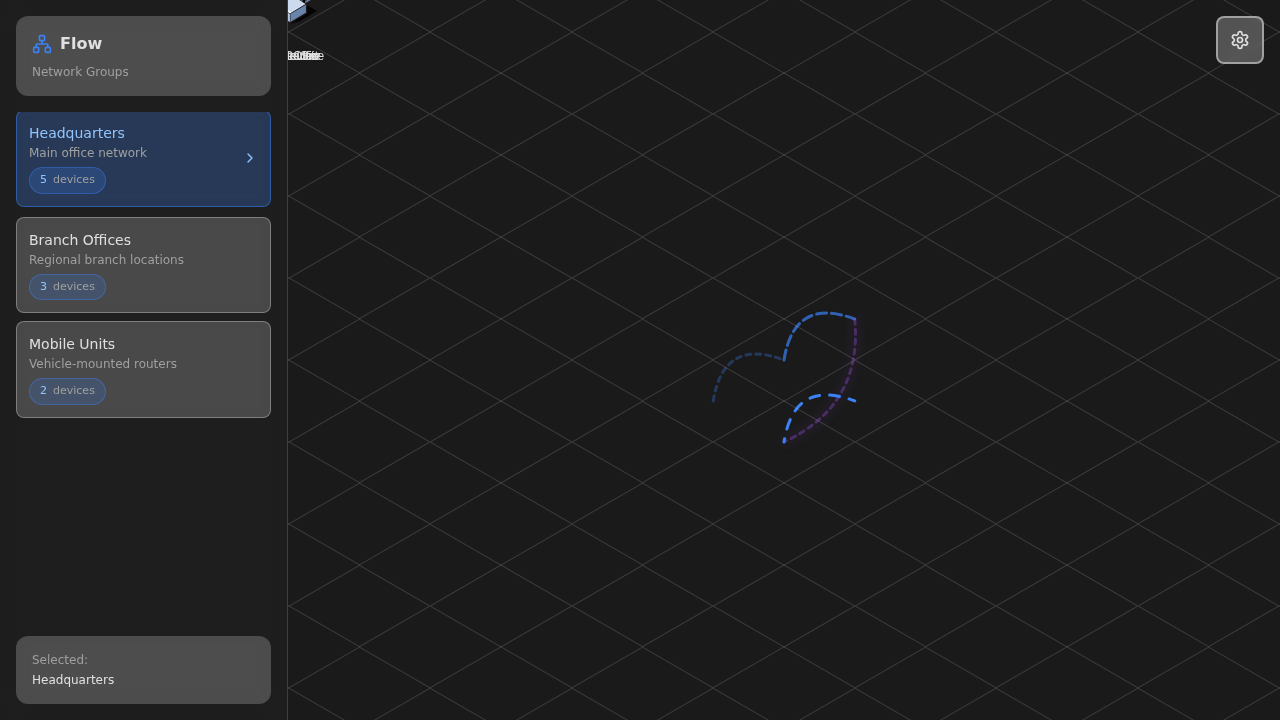 Flow
Network Groups
Headquarters
Main office network
5 devices
Branch Offices
Regional branch locations
3 devices
Mobile Units
Vehicle-mounted routers
2 devices
Selected:
Headquarters